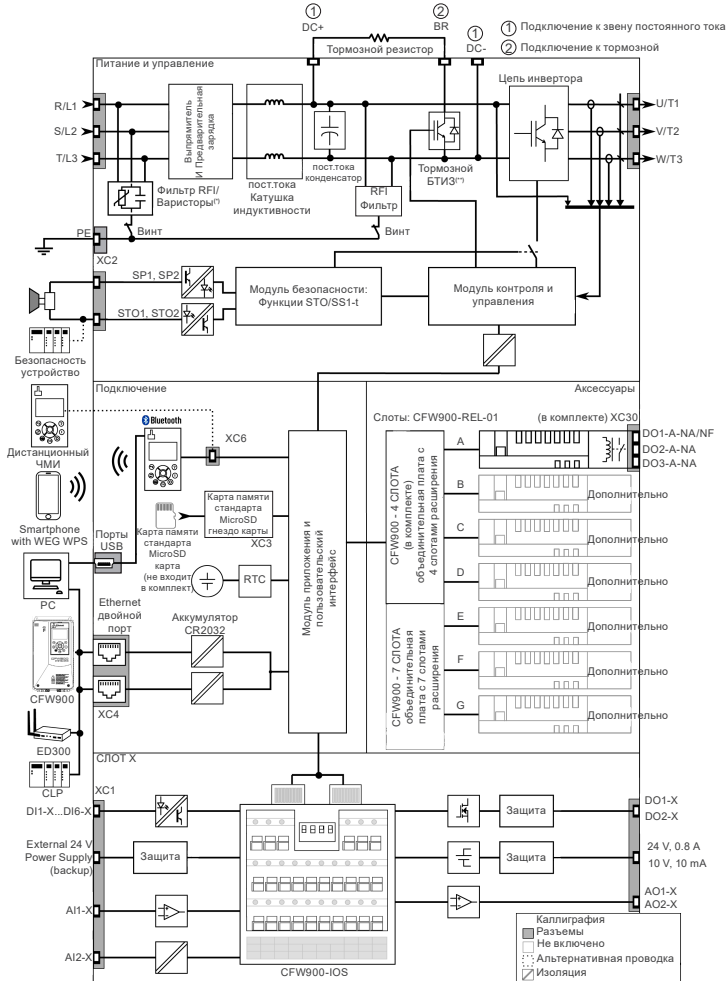 ①
DC+
②
BR
①
DC-
① Подключение к звену постоянного тока
② Подключение к тормозной
Тормозной резистор
Питание и управление
Цепь инвертора
R/L1
S/L2
T/L3
U/T1
V/T2
W/T3
Выпрямитель
И Предварительная
зарядка
пост.тока
конденсатор
Тормозной
БТИЗ(**)
Фильтр RFI/
Варисторы(*)
пост.тока
Катушка
индуктивности
RFI
Фильтр
Винт
Винт
PE
XC2
SP1, SP2
STO1, STO2
Модуль безопасности:
Функции STO/SS1-t
Модуль контроля и
управления
Безопасность
устройство
Подключение
Аксессуары
Bluetooth
XC6
Слоты: CFW900-REL-01
(в комплекте) XC30
DO1-A-NA/NF
DO2-A-NA
DO3-A-NA
Дистанционный
ЧМИ
Smartphone
with WEG WPS
Порты
USB
Карта памяти
стандарта
MicroSD
карта
(не входит
в комплект)
Карта памяти
стандарта
MicroSD
гнездо карты
XC3
RTC
Аккумулятор
CR2032
Модуль приложения и
пользовательский
интерфейс
CFW900 - 4 СЛОТА
(в комплекте)
объединительная плата с
4 слотами расширения
CFW900 - 7 СЛОТА
объединительная
плата с 7 слотами
расширения
A
B
Дополнительно
C
Дополнительно
D
Дополнительно
E
Дополнительно
F
Дополнительно
G
Дополнительно
PC
Ethernet
двойной
порт
CFW900
XC4
ED300
CLP
СЛОТ X
XC1
DI1-X...DI6-X
External 24 V
Power Supply
(backup)
Защита
AI1-X
AI2-X
CFW900-IOS
Защита
DO1-X
DO2-X
Защита
24 V, 0.8 A
10 V, 10 mA
AO1-X
AO2-X
Каллиграфия
Разъемы
Не включено
Альтернативная проводка
Изоляция